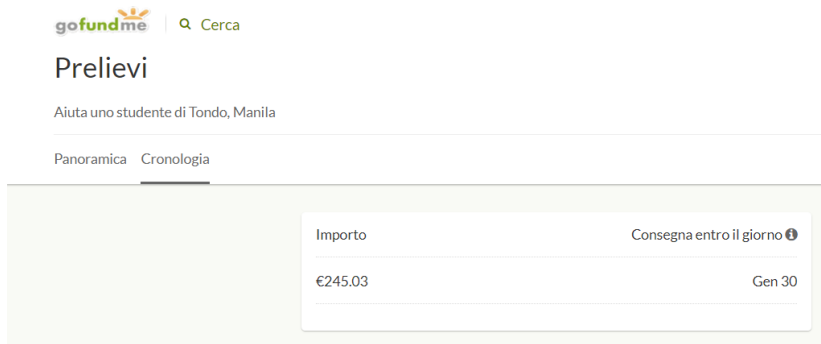 gofundme Cerca
Prelievi
Aiuta uno studente di Tondo, Manila
Panoramica Cronologia
Importo Consegna entro il giorno
€245.03 Gen 30